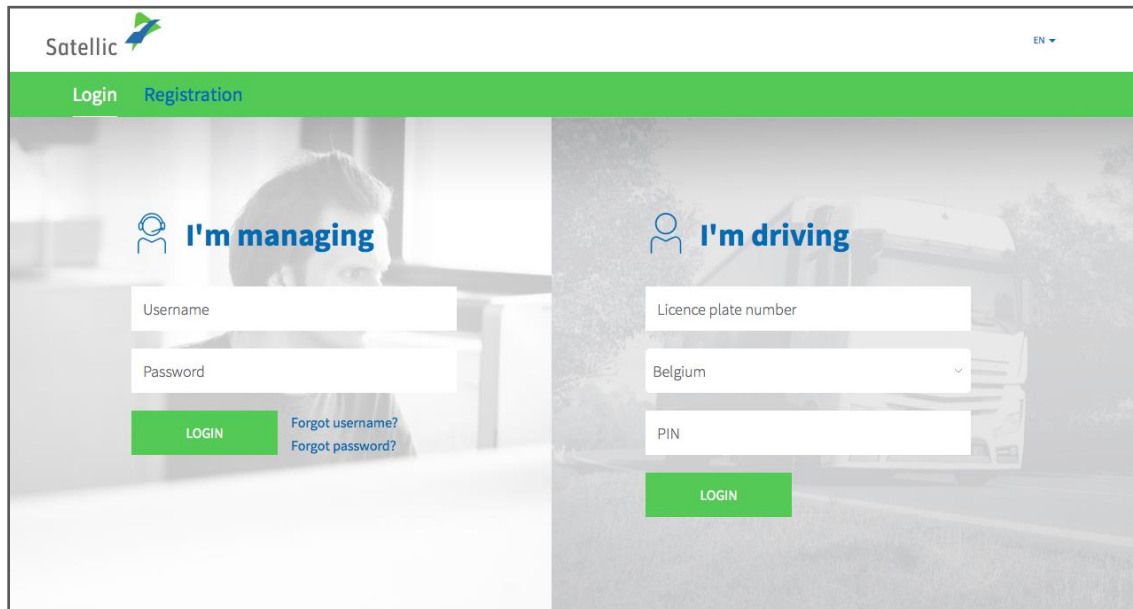 Satellic
EN
Login Registration
I'm managing
Username
Password
LOGIN
Forgot username?
Forgot password?
I'm driving
Licence plate number
Belgium
PIN
LOGIN